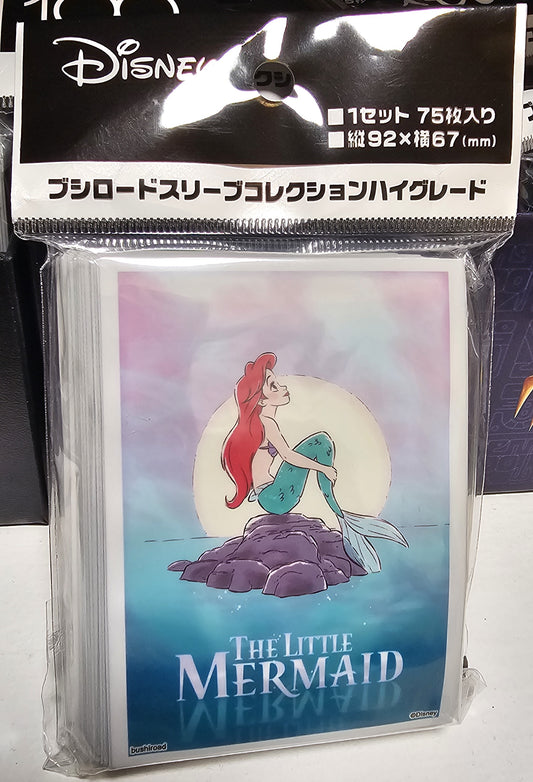 DISNEY
■1セット 75枚入り
■縦92×横67(mm)
ブシロードスリーブコレクションハイグレード
THE LITTLE
MERMAID
bushiroad
©Disney